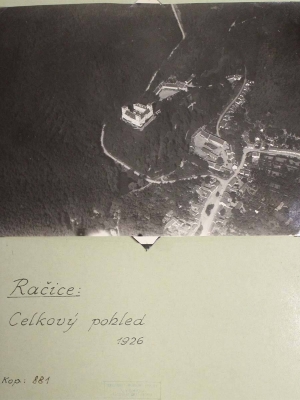 Račice:
Celkový pohled
1926
Kop.: 881